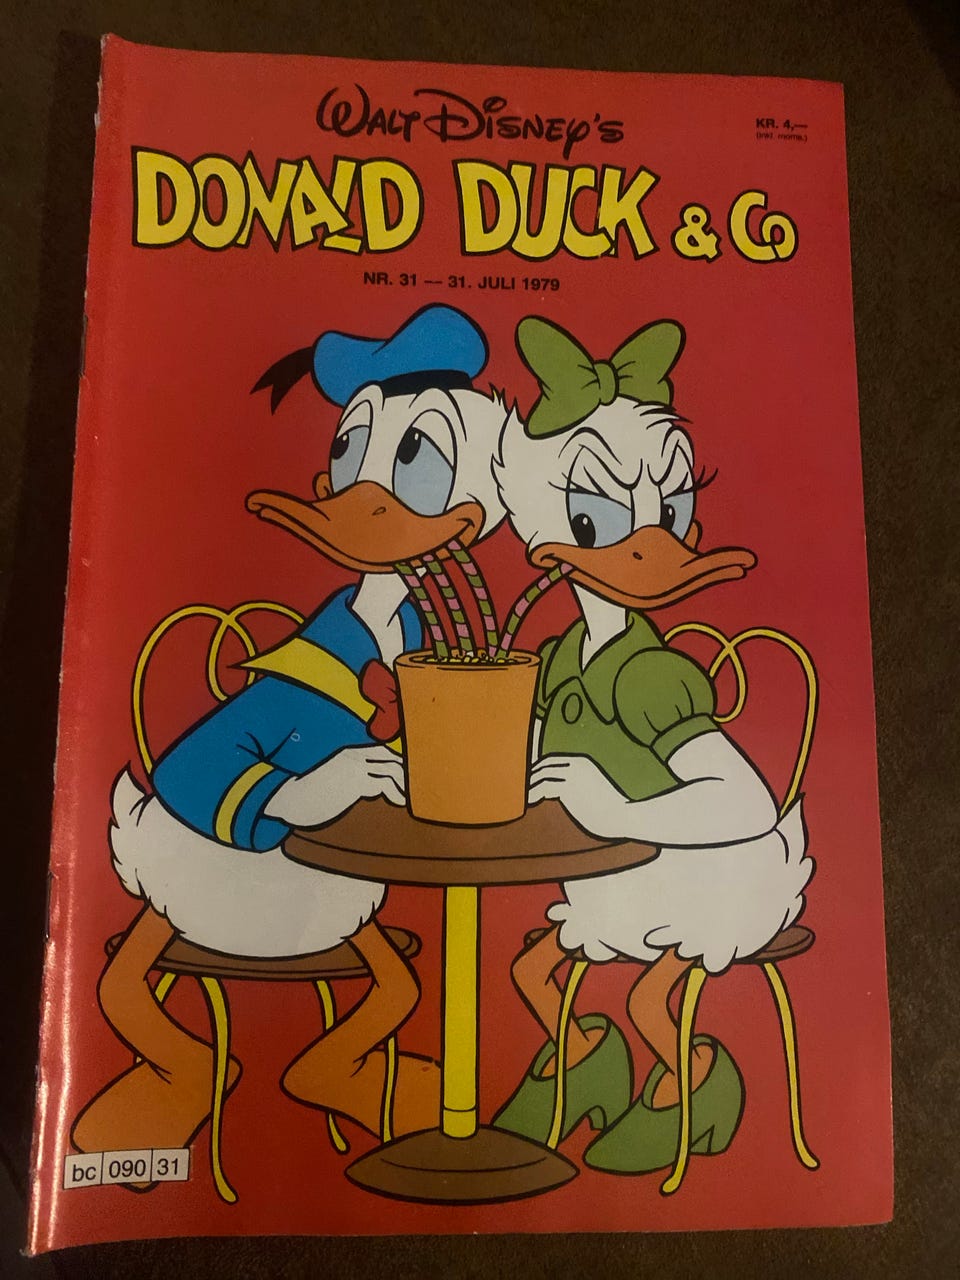 WALT DISNEY'S
KR. 4,—
(inkl. moms.)
DONALD DUCK & Co
NR. 31 — 31. JULI 1979
bc 090 31